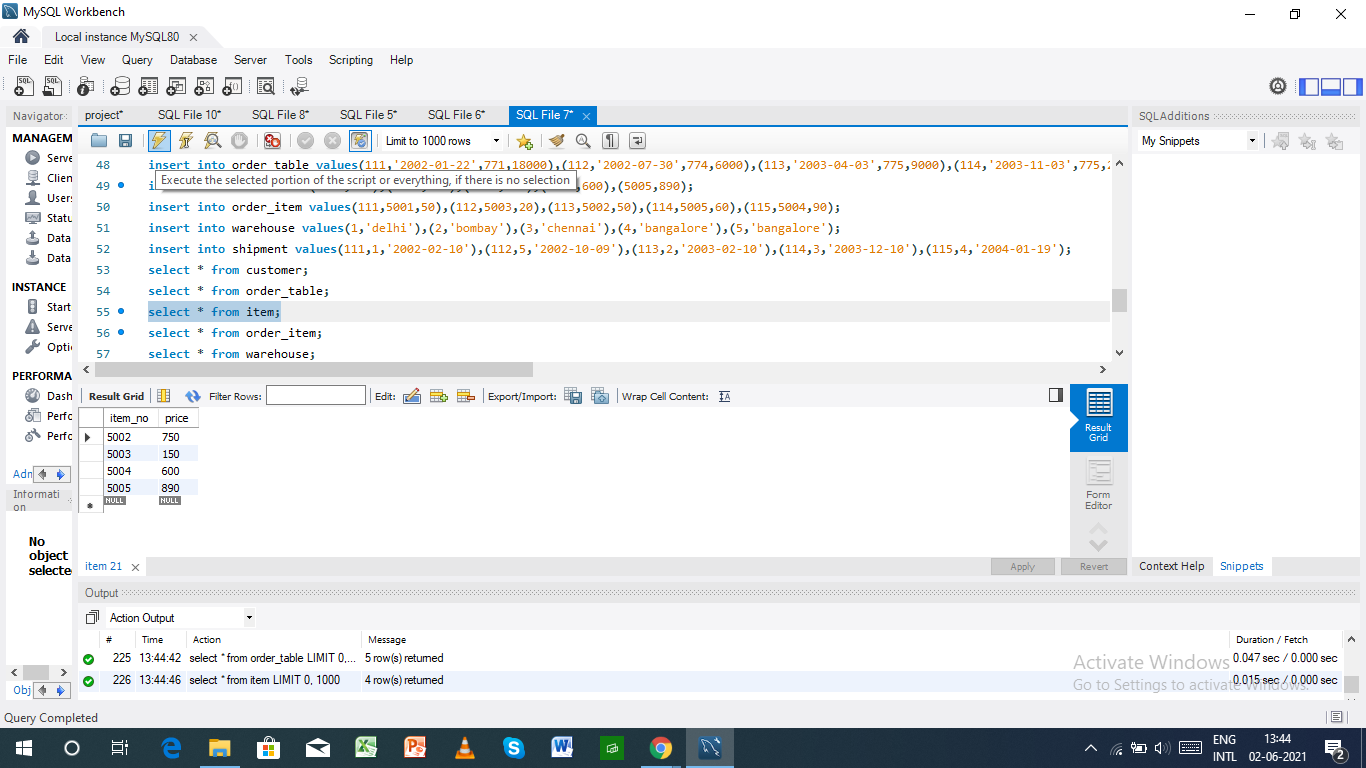 MySQL Workbench
Local instance MySQL80
File Edit View Query Database Server Tools Scripting Help
Navigator
project* SQL File 10* SQL File 8* SQL File 5* SQL File 6* SQL File 7*
SQLAdditions
MANAGEM
Serve
Clien
Users
Statu
Data
Data
INSTANCE
Start
Serve
Optic
PERFORMA
Dash
Perfo
Perfc
Adn
Informati
on
No
object
selecte
Obj
Limit to 1000 rows
My Snippets
48 insert into order_table values(111,'2002-01-22',771,18000),(112,'2002-07-30',774,6000),(113,'2003-04-03',775,9000),(114,'2003-11-03',775,2
Execute the selected portion of the script or everything, if there is no selection
49 i 600),(5005,890);
50 insert into order_item values(111,5001,50),(112,5003,20),(113,5002,50),(114,5005,60),(115,5004,90);
51 insert into warehouse values(1,'delhi'),(2,'bombay'),(3,'chennai'),(4,'bangalore'),(5,'bangalore');
52 insert into shipment values(111,1,'2002-02-10'),(112,5,'2002-10-09'),(113,2,'2003-02-10'),(114,3,'2003-12-10'),(115,4,'2004-01-19');
53 select * from customer;
54 select * from order_table;
55 select * from item;
56 select * from order_item;
57 select * from warehouse;
Result Grid Filter Rows: Edit: Export/Import: Wrap Cell Content:
item_no price
5002 750
5003 150
5004 600
5005 890
NULL NULL
Result
Grid
Form
Editor
item 21
Apply Revert
Context Help Snippets
Output
Action Output
# Time Action Message Duration / Fetch
225 13:44:42 select * from order_table LIMIT 0,... 5 row(s) returned 0.047 sec / 0.000 sec
226 13:44:46 select * from item LIMIT 0, 1000 4 row(s) returned 0.015 sec / 0.000 sec
Activate Windows
Go to Settings to activate Windows.
Query Completed
ENG
INTL
13:44
02-06-2021
2